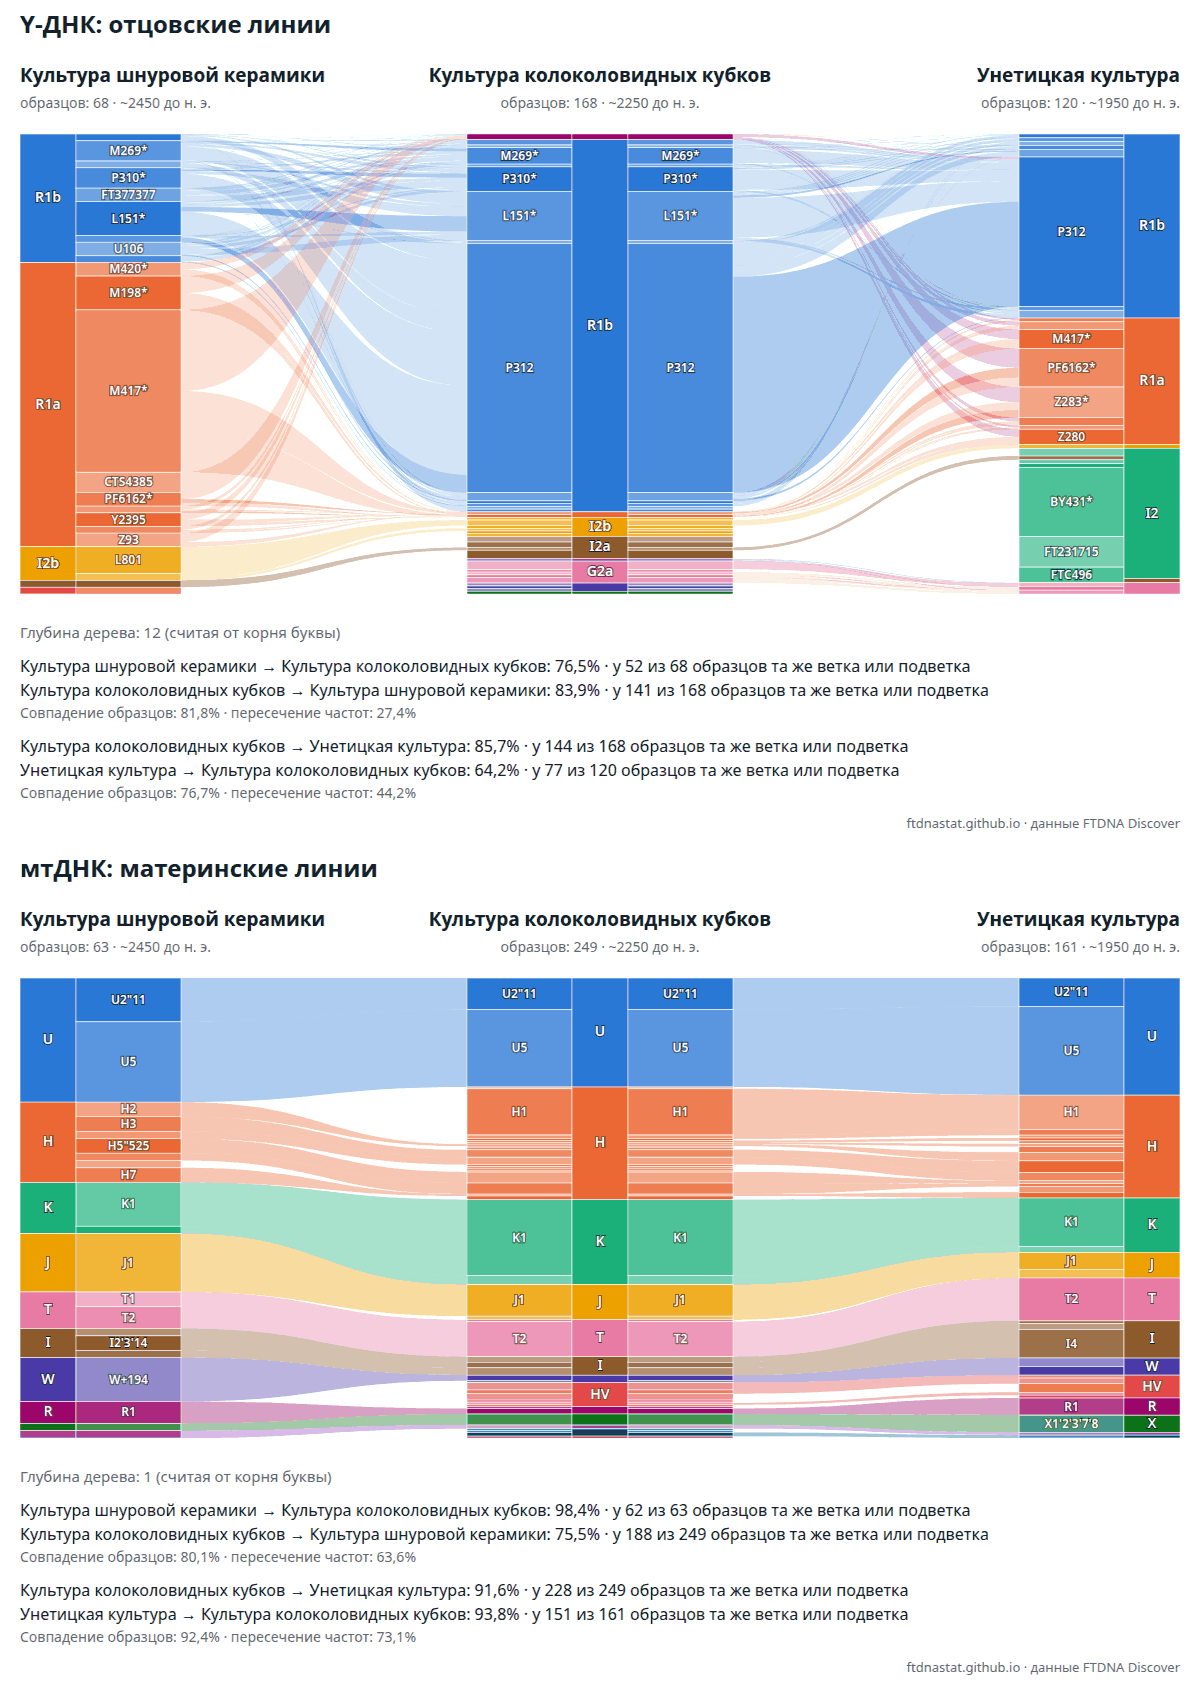 Y-ДНК: отцовские линии
Культура шнуровой керамики
образцов: 68 · ~2450 до н. э.
Культура колоколовидных кубков
образцов: 168 · ~2250 до н. э.
Унетицкая культура
образцов: 120 · ~1950 до н. э.
R1b
R1a
I2b
M269*
P310*
FT377377
L151*
U106
M420*
M198*
M417*
CTS4385
PF6162*
Y2395
Z93
L801
M269*
P310*
L151*
P312
R1b
I2b
I2a
G2a
M269*
P310*
L151*
P312
P312
M417*
PF6162*
Z283*
Z280
BY431*
FT231715
FTC496
R1b
R1a
I2
Глубина дерева: 12 (считая от корня буквы)
Культура шнуровой керамики → Культура колоколовидных кубков: 76,5% · у 52 из 68 образцов та же ветка или подветка
Культура колоколовидных кубков → Культура шнуровой керамики: 83,9% · у 141 из 168 образцов та же ветка или подветка
Совпадение образцов: 81,8% · пересечение частот: 27,4%
Культура колоколовидных кубков → Унетицкая культура: 85,7% · у 144 из 168 образцов та же ветка или подветка
Унетицкая культура → Культура колоколовидных кубков: 64,2% · у 77 из 120 образцов та же ветка или подветка
Совпадение образцов: 76,7% · пересечение частот: 44,2%
ftdnastat.github.io · данные FTDNA Discover
мтДНК: материнские линии
Культура шнуровой керамики
образцов: 63 · ~2450 до н. э.
Культура колоколовидных кубков
образцов: 249 · ~2250 до н. э.
Унетицкая культура
образцов: 161 · ~1950 до н. э.
U
H
K
J
T
I
W
R
U2"11
U5
H2
H3
H5"525
H7
K1
J1
T1
T2
I2'3'14
W+194
R1
U2"11
U5
H1
K1
J1
T2
U
H
K
J
T
I
HV
U2"11
U5
H1
K1
J1
T2
U2"11
U5
H1
K1
J1
T2
I4
R1
X1'2'3'7'8
U
H
K
J
T
I
W
HV
R
X
Глубина дерева: 1 (считая от корня буквы)
Культура шнуровой керамики → Культура колоколовидных кубков: 98,4% · у 62 из 63 образцов та же ветка или подветка
Культура колоколовидных кубков → Культура шнуровой керамики: 75,5% · у 188 из 249 образцов та же ветка или подветка
Совпадение образцов: 80,1% · пересечение частот: 63,6%
Культура колоколовидных кубков → Унетицкая культура: 91,6% · у 228 из 249 образцов та же ветка или подветка
Унетицкая культура → Культура колоколовидных кубков: 93,8% · у 151 из 161 образцов та же ветка или подветка
Совпадение образцов: 92,4% · пересечение частот: 73,1%
ftdnastat.github.io · данные FTDNA Discover